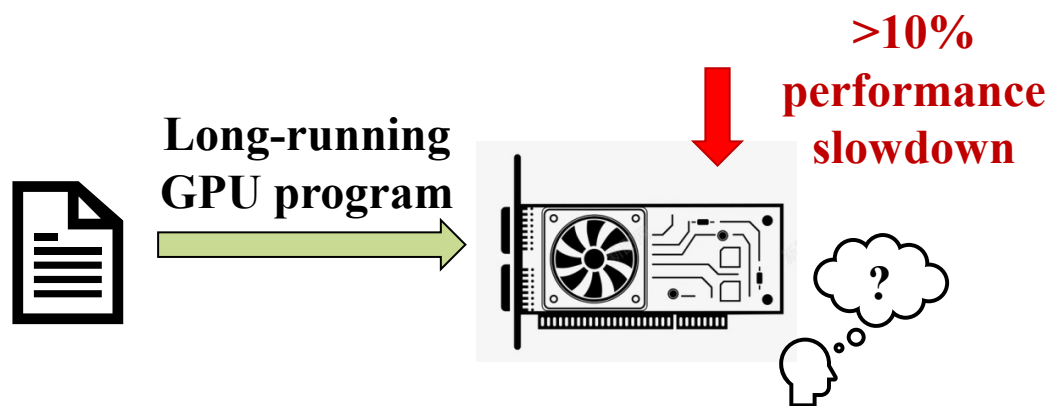 >10%
performance
slowdown
Long-running
GPU program
?